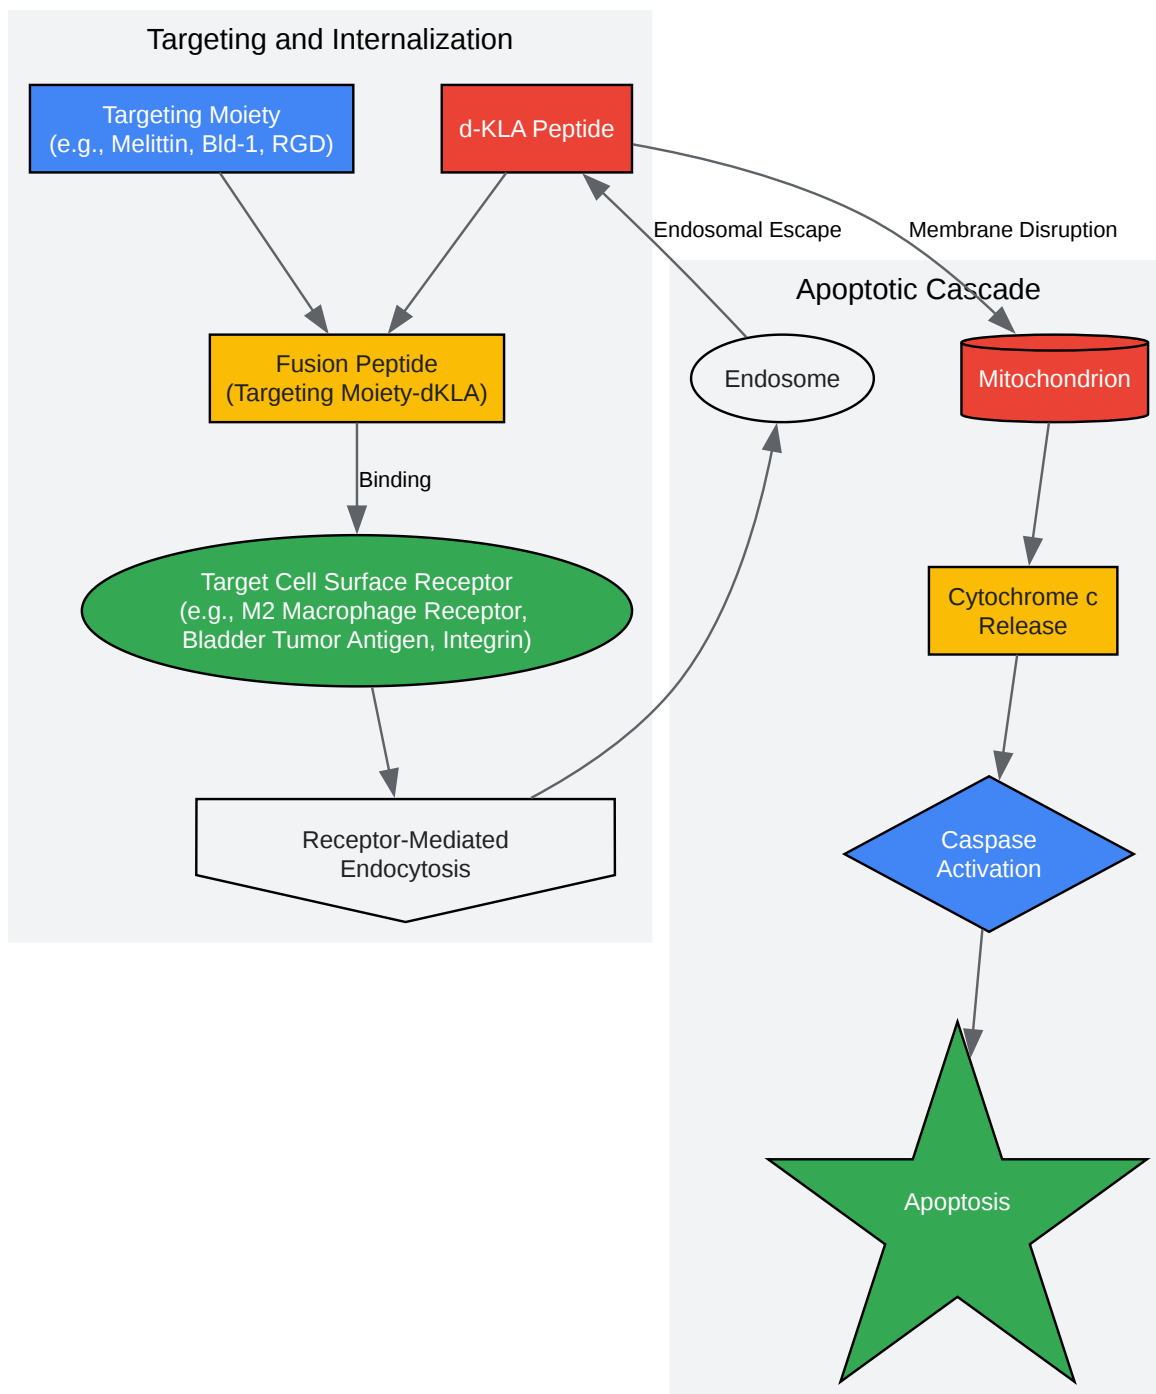 Targeting and Internalization
Targeting Moiety
(e.g., Melittin, Bld-1, RGD)
d-KLA Peptide
Endosomal Escape
Membrane Disruption
Apoptotic Cascade
Fusion Peptide
(Targeting Moiety-dKLA)
Endosome
Mitochondrion
Binding
Target Cell Surface Receptor
(e.g., M2 Macrophage Receptor,
Bladder Tumor Antigen, Integrin)
Cytochrome c
Release
Receptor-Mediated
Endocytosis
Caspase
Activation
Apoptosis